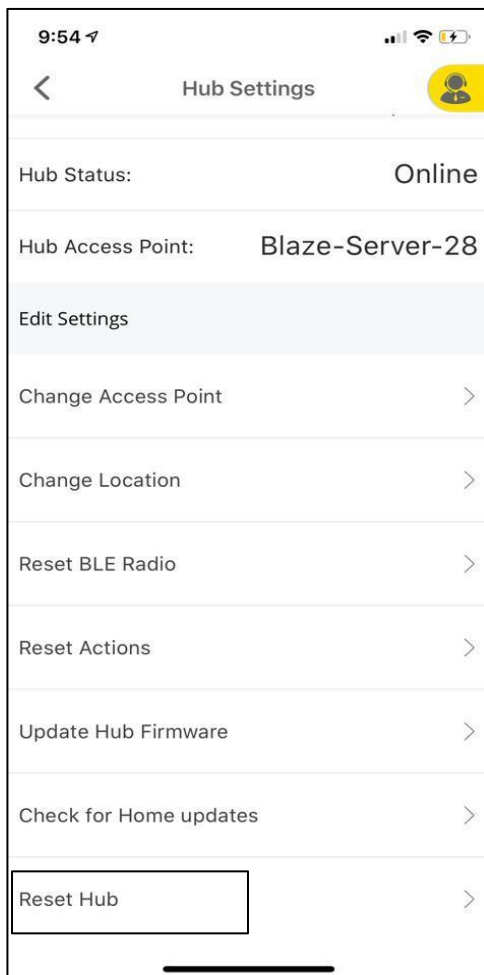 9:54
Hub Settings
Hub Status: Online
Hub Access Point: Blaze-Server-28
Edit Settings
Change Access Point
Change Location
Reset BLE Radio
Reset Actions
Update Hub Firmware
Check for Home updates
Reset Hub